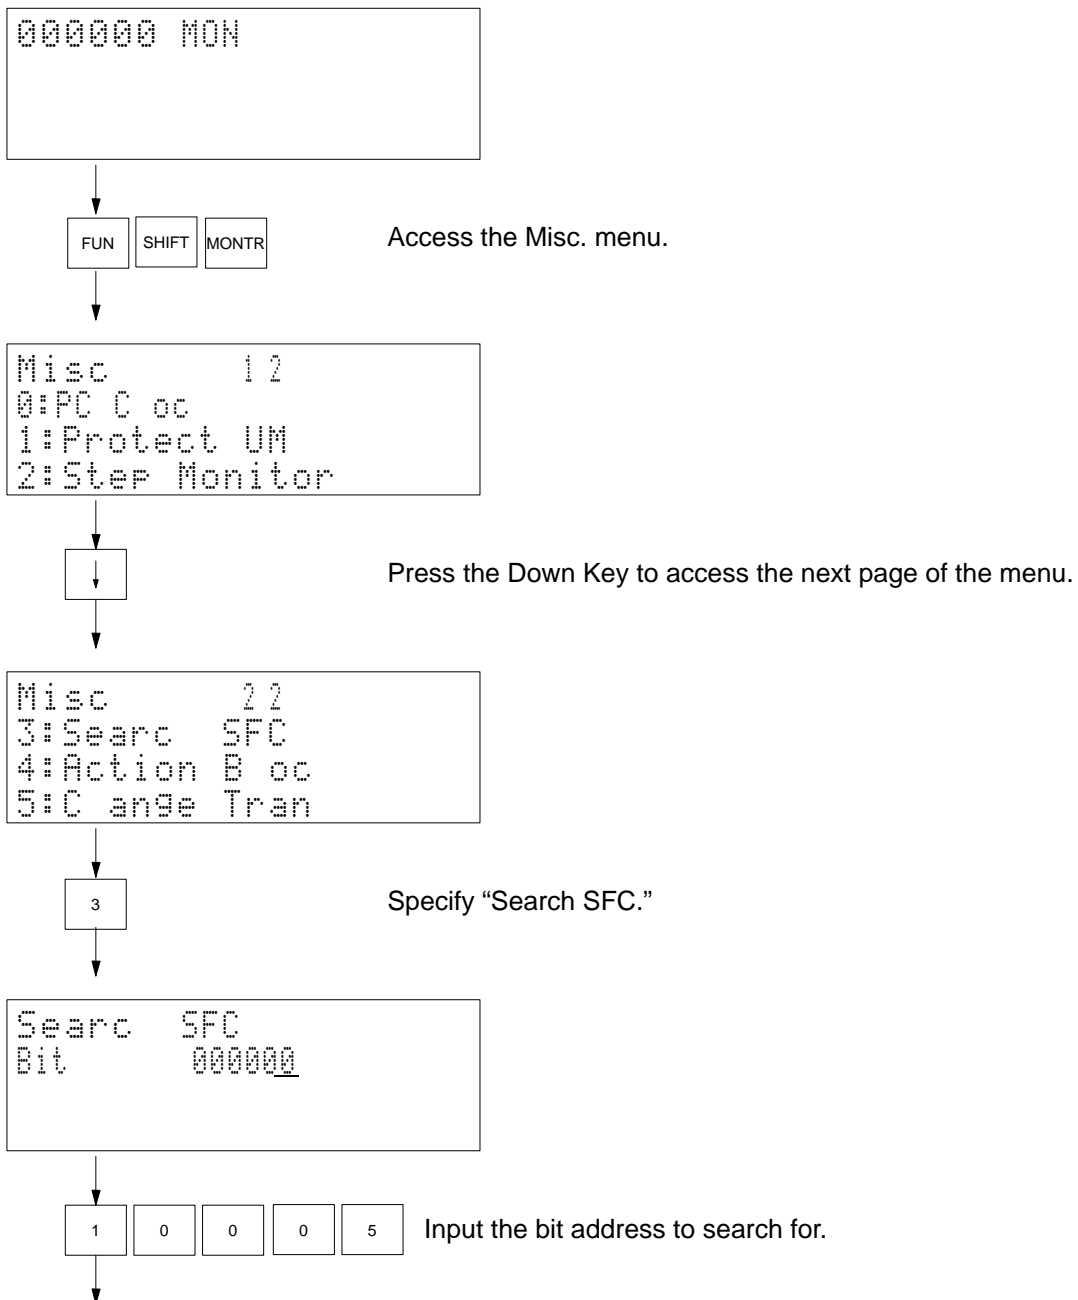 000000 MON
FUN SHIFT MONTR Access the Misc. menu.
Misc 1 2
0:PC C oc
1:Protect UM
2:Step Monitor
Press the Down Key to access the next page of the menu.
Misc 2 2
3:Searc SFC
4:Action B oc
5:C ange Tran
3 Specify “Search SFC.”
Searc SFC
Bit 000000
1 0 0 0 5 Input the bit address to search for.